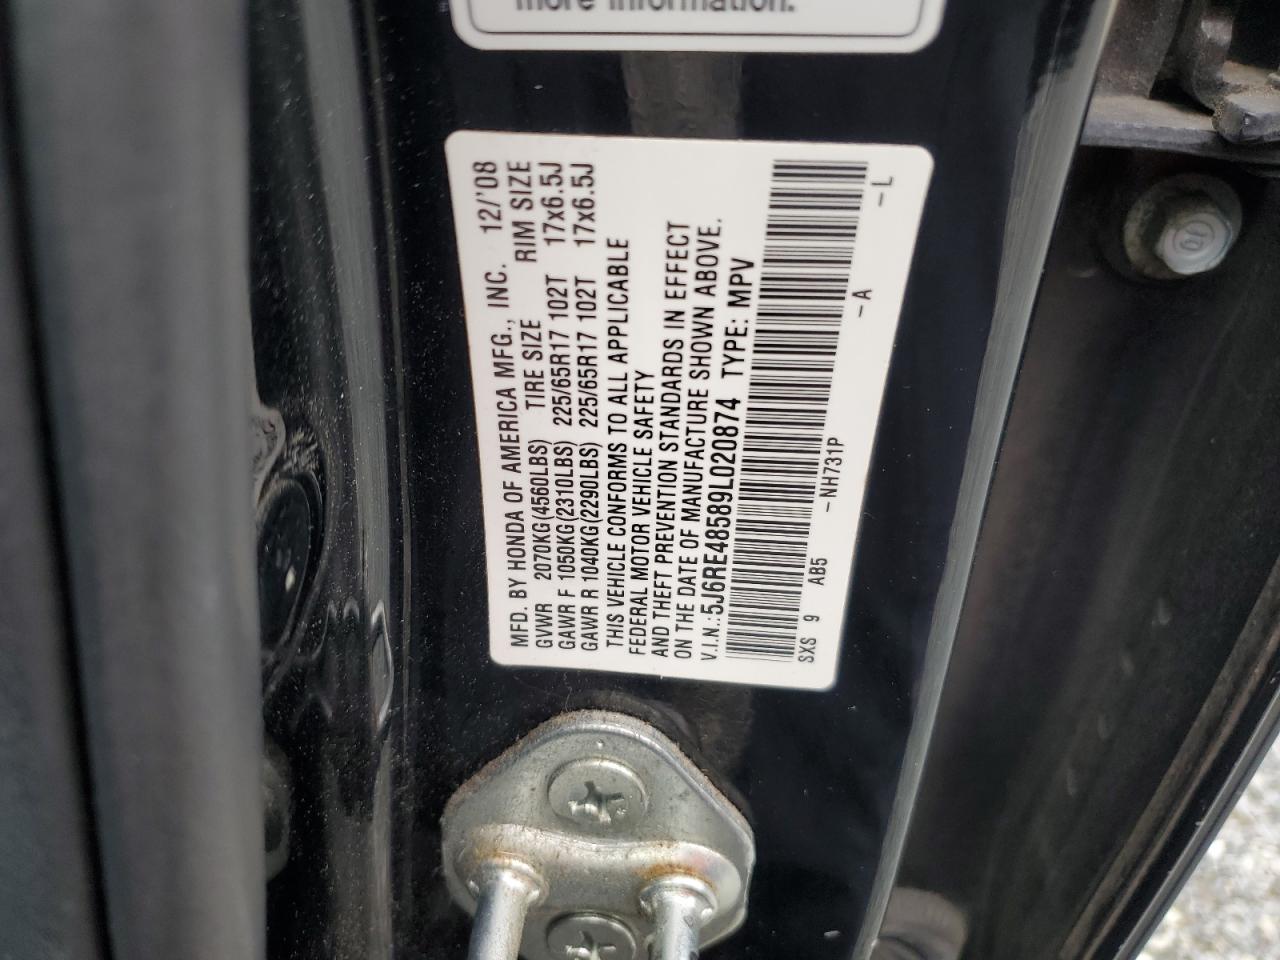 more information.
MFD. BY HONDA OF AMERICA MFG., INC. 12/'08
GVWR 2070KG(4560LBS) TIRE SIZE RIM SIZE
GAWR F 1050KG(2310LBS) 225/65R17 102T 17x6.5J
GAWR R 1040KG(2290LBS) 225/65R17 102T 17x6.5J
THIS VEHICLE CONFORMS TO ALL APPLICABLE
FEDERAL MOTOR VEHICLE SAFETY
AND THEFT PREVENTION STANDARDS IN EFFECT
ON THE DATE OF MANUFACTURE SHOWN ABOVE.
V.I.N.:5J6RE48589L020874 TYPE: MPV
SXS 9 AB5 -NH731P -A -L